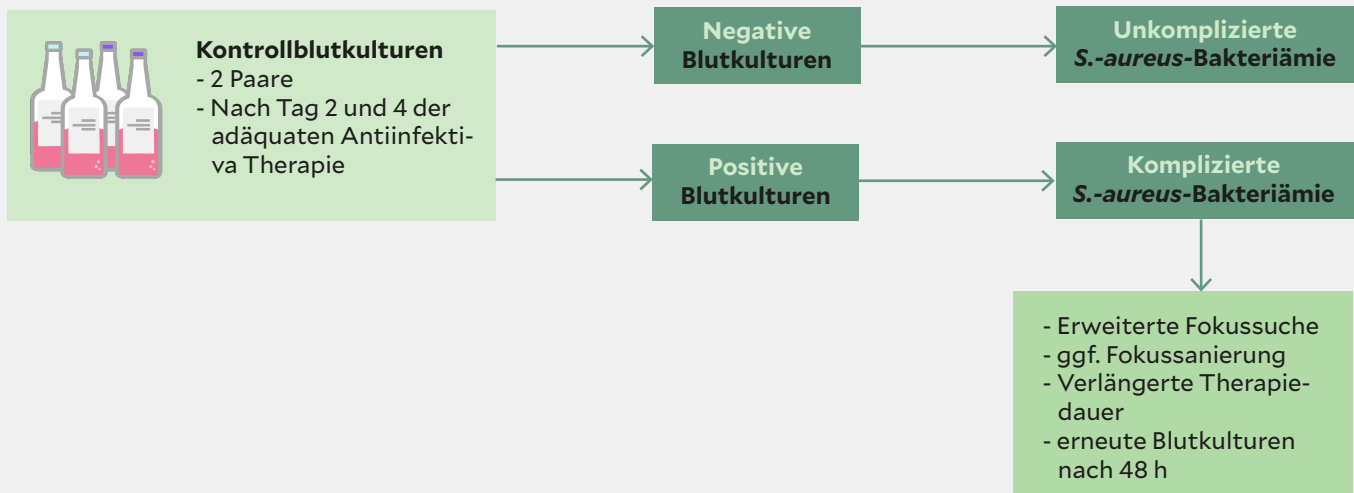 Kontrollblutkulturen
- 2 Paare
- Nach Tag 2 und 4 der
adäquaten Antiinfekti-
va Therapie
Negative
Blutkulturen
Unkomplizierte
S.-aureus-Bakteriämie
Positive
Blutkulturen
Komplizierte
S.-aureus-Bakteriämie
- Erweiterte Fokussuche
- ggf. Fokussanierung
- Verlängerte Therapie-
dauer
- erneute Blutkulturen
nach 48 h